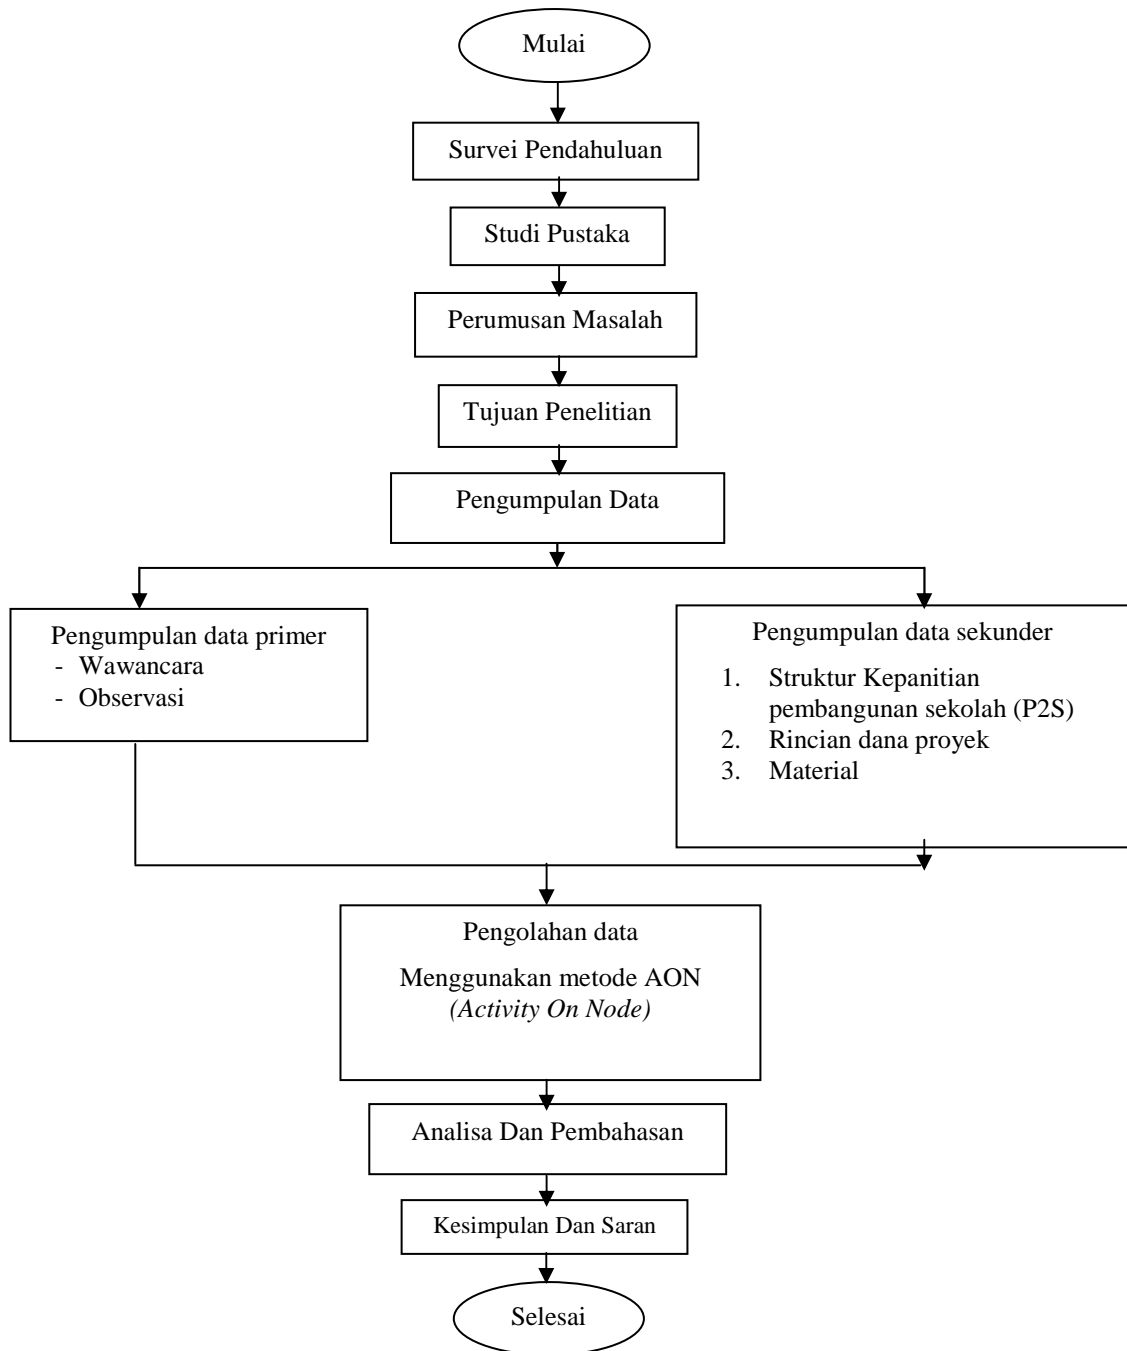 Mulai
Survei Pendahuluan
Studi Pustaka
Perumusan Masalah
Tujuan Penelitian
Pengumpulan Data
Pengumpulan data primer
- Wawancara
- Observasi
Pengumpulan data sekunder
1. Struktur Kepanitian
pembangunan sekolah (P2S)
2. Rincian dana proyek
3. Material
Pengolahan data
Menggunakan metode AON
(Activity On Node)
Analisa Dan Pembahasan
Kesimpulan Dan Saran
Selesai